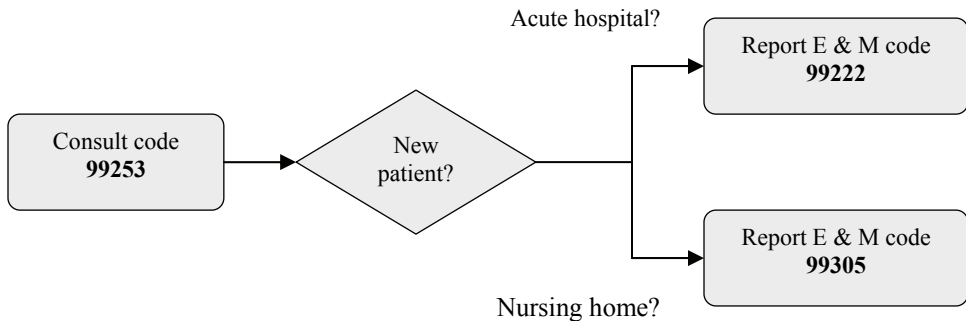 Acute hospital?
Report E & M code
99222
Consult code
99253
New
patient?
Report E & M code
99305
Nursing home?